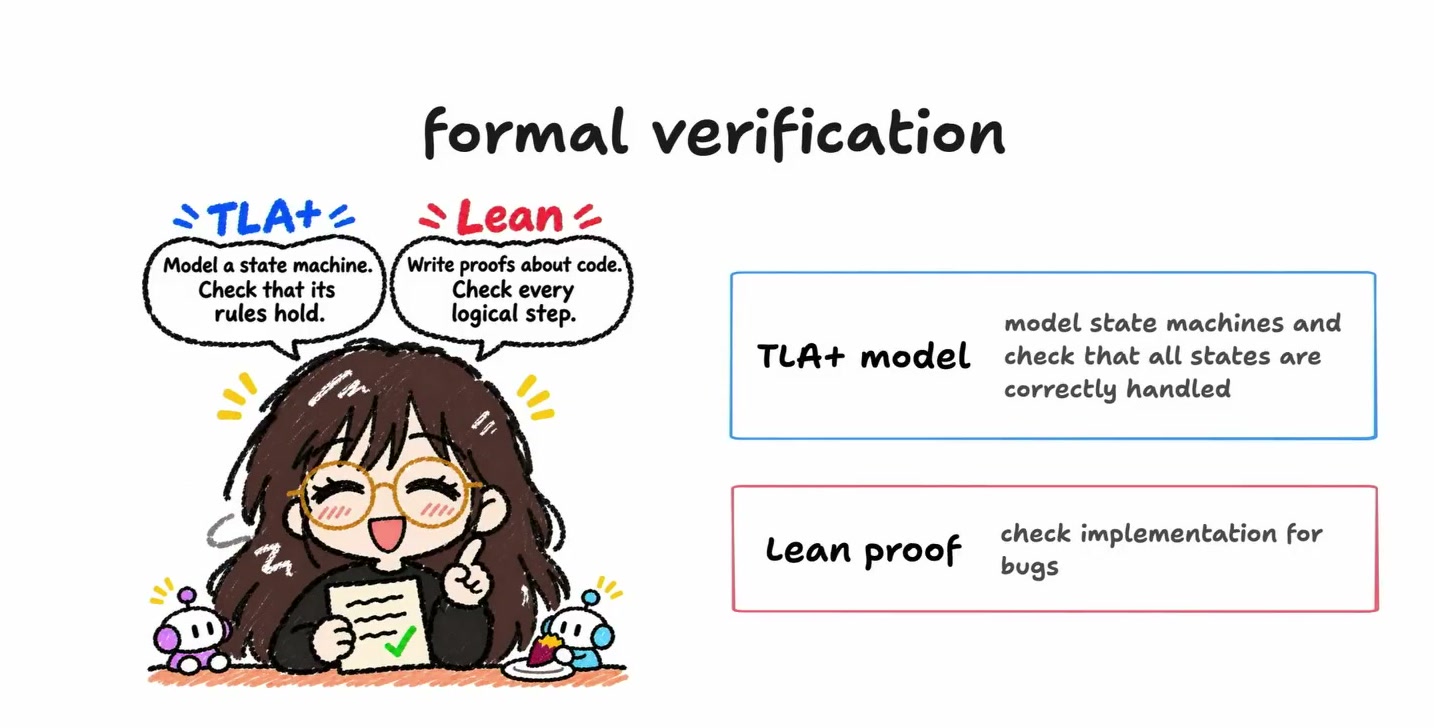 formal verification
TLA+
Model a state machine.
Check that its
rules hold.
Lean
Write proofs about code.
Check every
logical step.
TLA+ model
model state machines and
check that all states are
correctly handled
Lean proof
check implementation for
bugs